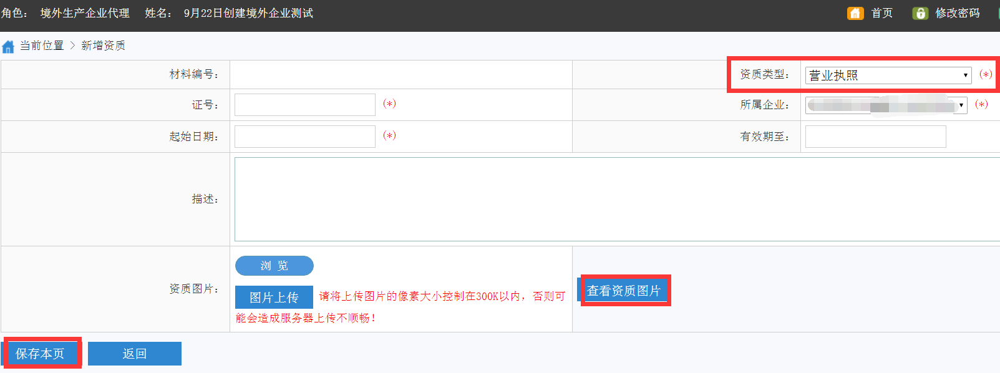 角色： 境外生产企业代理 姓名： 9月22日创建境外企业测试 首页 修改密码
当前位置 > 新增资质
材料编号： 资质类型： 营业执照 (*)
证号： (*) 所属企业： (*)
起始日期： (*) 有效期至：
描述：
浏 览
资质图片： 查看资质图片
图片上传 请将上传图片的像素大小控制在300K以内，否则可
能会造成服务器上传不顺畅！
保存本页 返回